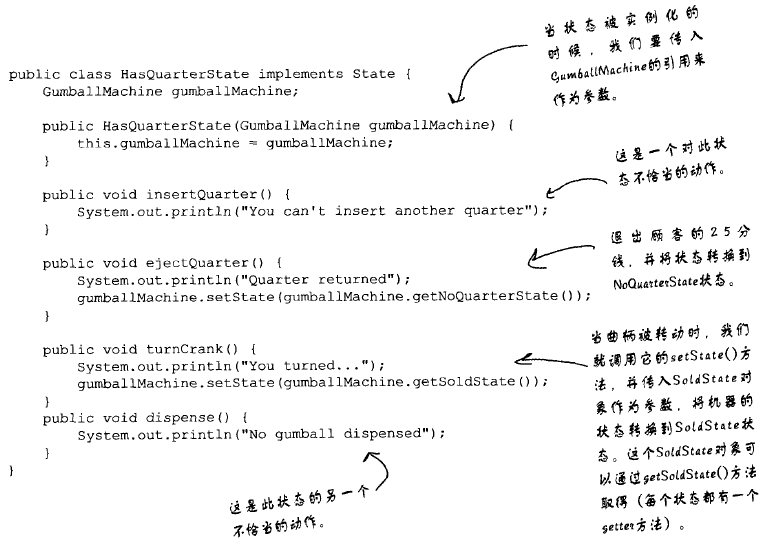 public class HasQuarterState implements State {
GumballMachine gumballMachine;
public HasQuarterState(GumballMachine gumballMachine) {
this.gumballMachine = gumballMachine;
}
public void insertQuarter() {
System.out.println("You can't insert another quarter");
}
public void ejectQuarter() {
System.out.println("Quarter returned");
gumballMachine.setState(gumballMachine.getNoQuarterState());
}
public void turnCrank() {
System.out.println("You turned...");
gumballMachine.setState(gumballMachine.getSoldState());
}
public void dispense() {
System.out.println("No gumball dispensed");
}
}
当状态被实例化的
时候，我们要传入
GumballMachine的引用来
作为参数。
这是一个对此状
态不恰当的动作。
退出顾客的25分
钱，并将状态转换到
NoQuarterState状态。
当曲柄被转动时，我们
就调用它的setState()方
法，并传入SoldState对
象作为参数，将机器的
状态转换到SoldState状
态。这个SoldState对象可
以通过getSoldState()方法
取得（每个状态都有一个
getter方法）。
这是此状态的另一个
不恰当的动作。